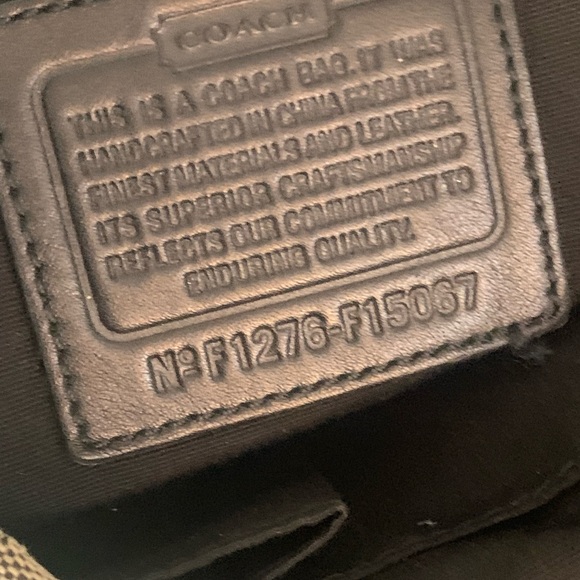 COACH
THIS IS A COACH BAG. IT WAS
HANDCRAFTED IN CHINA FROM THE
FINEST MATERIALS AND LEATHER.
ITS SUPERIOR CRAFTSMANSHIP
REFLECTS OUR COMMITMENT TO
ENDURING QUALITY.
Nº F1276-F15067